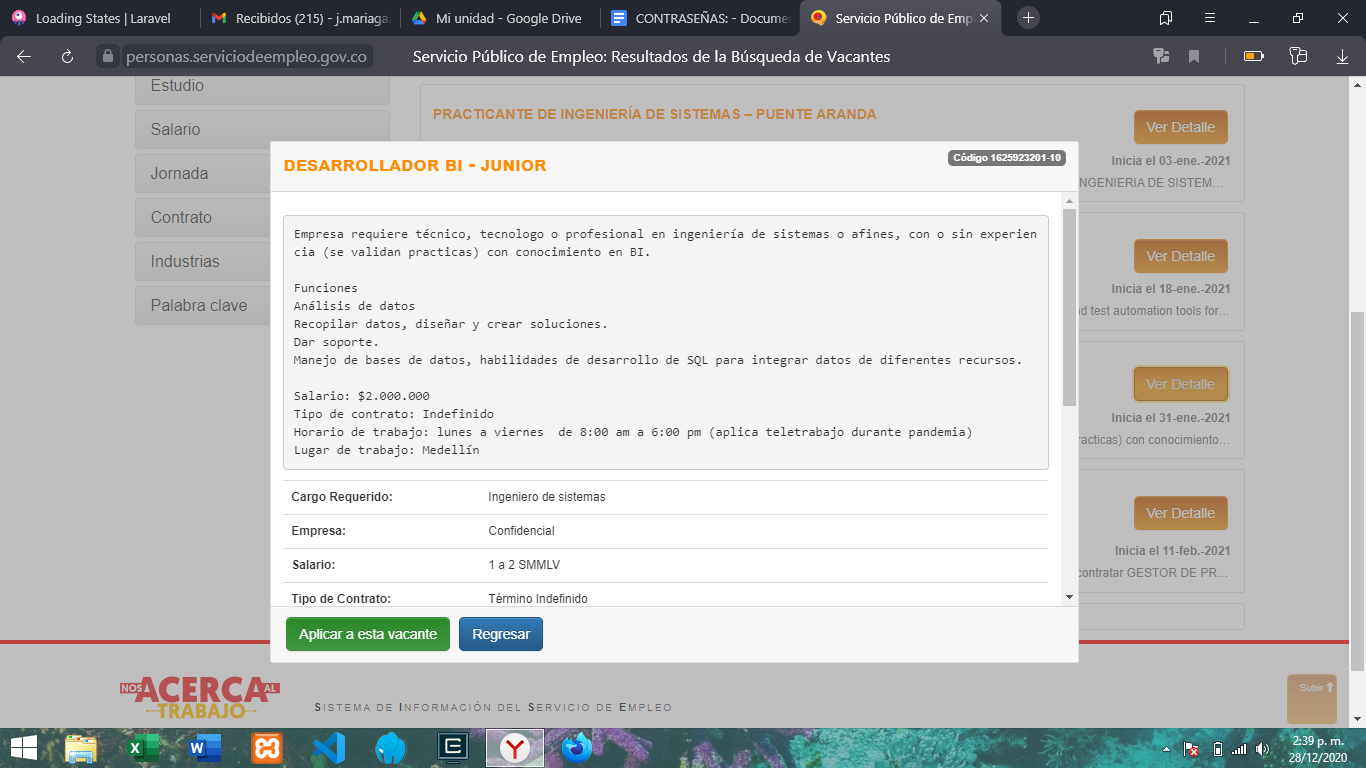 Loading States | Laravel
Recibidos (215) - j.mariaga
Mi unidad - Google Drive
CONTRASEÑAS: - Docume
Servicio Público de Emp
personas.serviciodeempleo.gov.co
Servicio Público de Empleo: Resultados de la Búsqueda de Vacantes
Estudio
Salario
Jornada
Contrato
Industrias
Palabra clave
PRACTICANTE DE INGENIERÍA DE SISTEMAS – PUENTE ARANDA
Ver Detalle
Inicia el 03-ene.-2021
NGENIERIA DE SISTEM...
Ver Detalle
Inicia el 18-ene.-2021
d test automation tools for...
Ver Detalle
Inicia el 31-ene.-2021
racticas) con conocimiento...
Ver Detalle
Inicia el 11-feb.-2021
contratar GESTOR DE PR...
DESARROLLADOR BI - JUNIOR
Código 1625923201-10
Empresa requiere técnico, tecnologo o profesional en ingeniería de sistemas o afines, con o sin experien
cia (se validan practicas) con conocimiento en BI.
Funciones
Análisis de datos
Recopilar datos, diseñar y crear soluciones.
Dar soporte.
Manejo de bases de datos, habilidades de desarrollo de SQL para integrar datos de diferentes recursos.
Salario: $2.000.000
Tipo de contrato: Indefinido
Horario de trabajo: lunes a viernes  de 8:00 am a 6:00 pm (aplica teletrabajo durante pandemia)
Lugar de trabajo: Medellín
Cargo Requerido: Ingeniero de sistemas
Empresa: Confidencial
Salario: 1 a 2 SMMLV
Tipo de Contrato: Término Indefinido
Aplicar a esta vacante
Regresar
NOS ACERCA AL
TRABAJO
SISTEMA DE INFORMACIÓN DEL SERVICIO DE EMPLEO
Subir
2:39 p. m.
28/12/2020